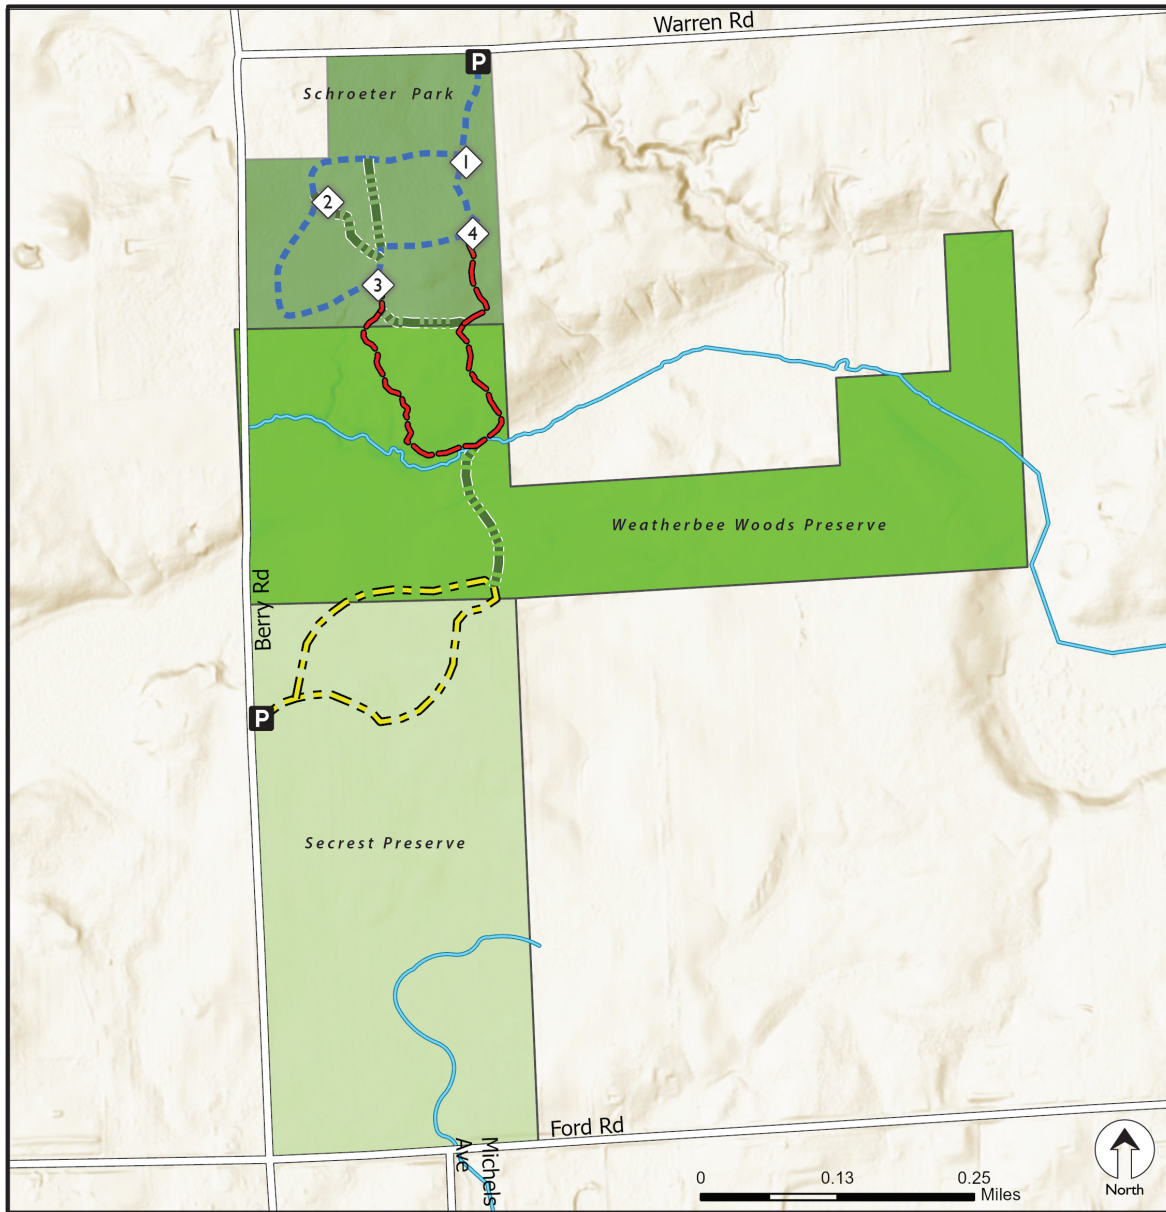 Warren Rd
P
Schroeter Park
1
2
4
3
Weatherbee Woods Preserve
Berry Rd
P
Secrest Preserve
Ford Rd
Michels
Ave
0 0.13 0.25
Miles
North